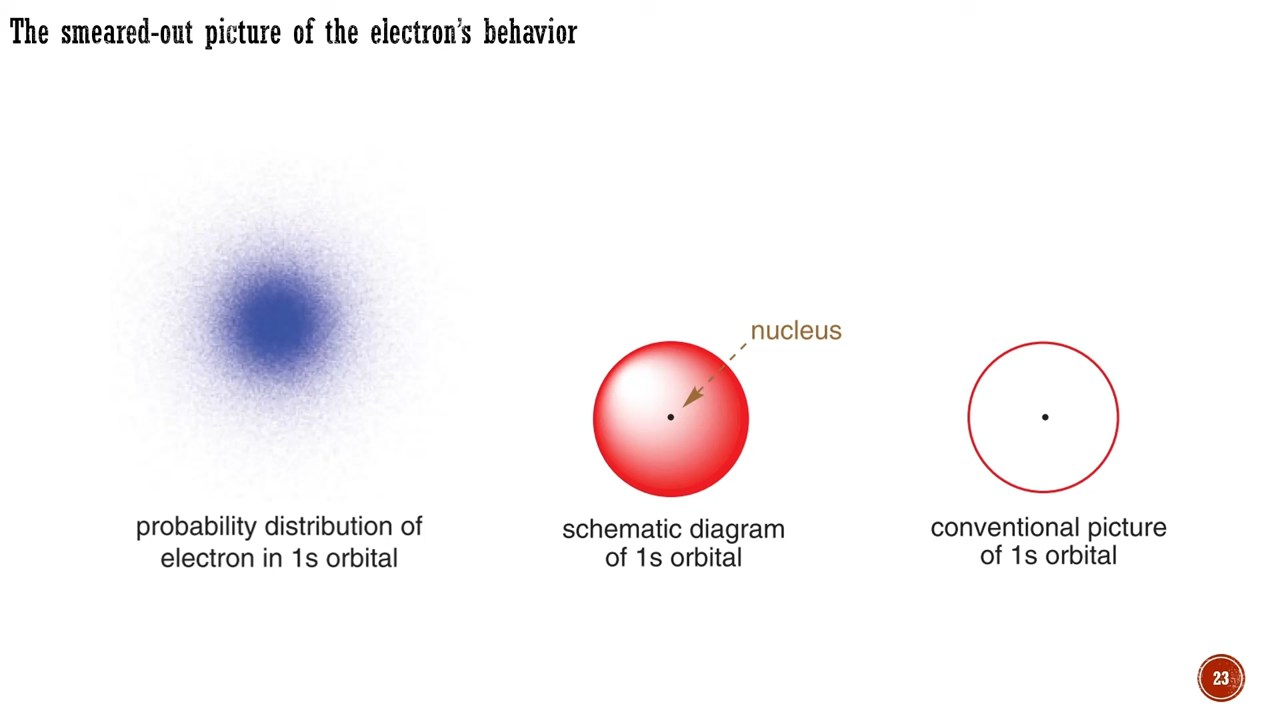 The smeared-out picture of the electron's behavior
nucleus
probability distribution of
electron in 1s orbital
schematic diagram
of 1s orbital
conventional picture
of 1s orbital
23